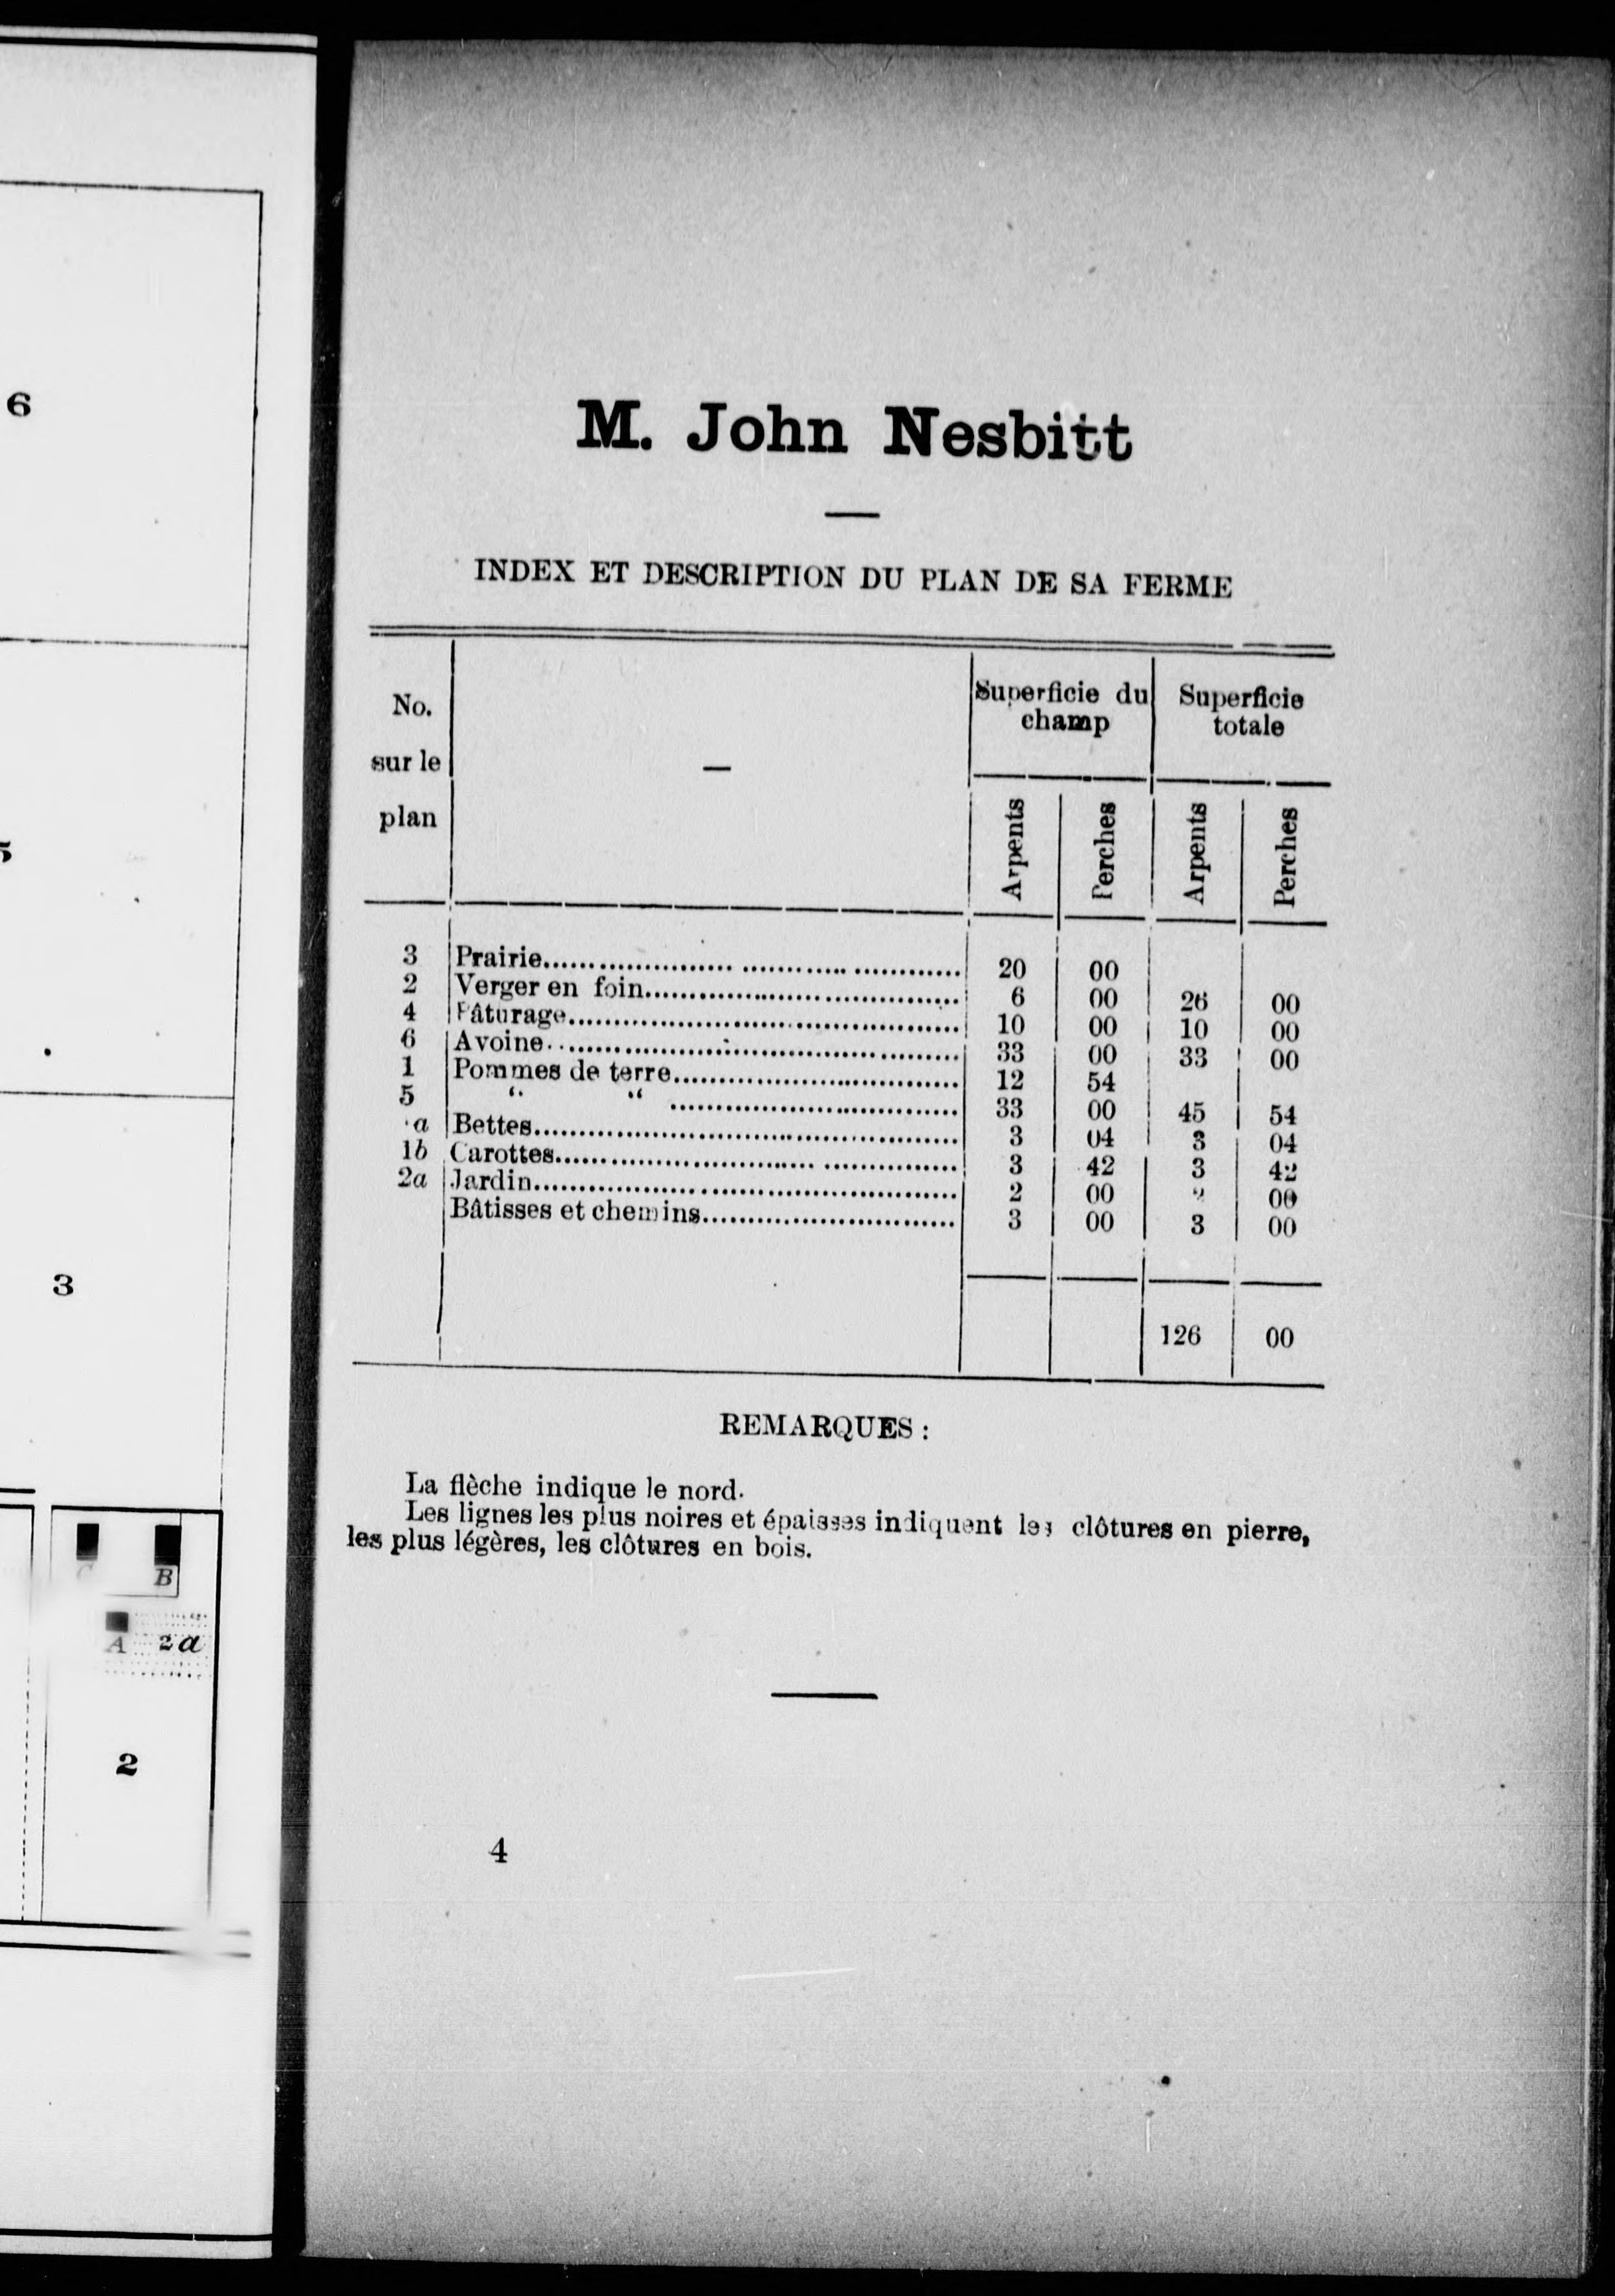 6
5
3
C B
A 2a
2
M. John Nesbitt
INDEX ET DESCRIPTION DU PLAN DE SA FERME
No. sur le plan — Superficie du champ Superficie totale
Arpents Perches Arpents Perches
3 Prairie 20 00
2 Verger en foin 6 00 26 00
4 Pâturage 10 00 10 00
6 Avoine 33 00 33 00
1 Pommes de terre 12 54
5 “ “ 33 00 45 54
a Bettes 3 04 3 04
1b Carottes 3 42 3 42
2a Jardin 2 00 2 00
Bâtisses et chemins 3 00 3 00
126 00
REMARQUES :
La flèche indique le nord.
Les lignes les plus noires et épaisses indiquent les clôtures en pierre,
les plus légères, les clôtures en bois.
4